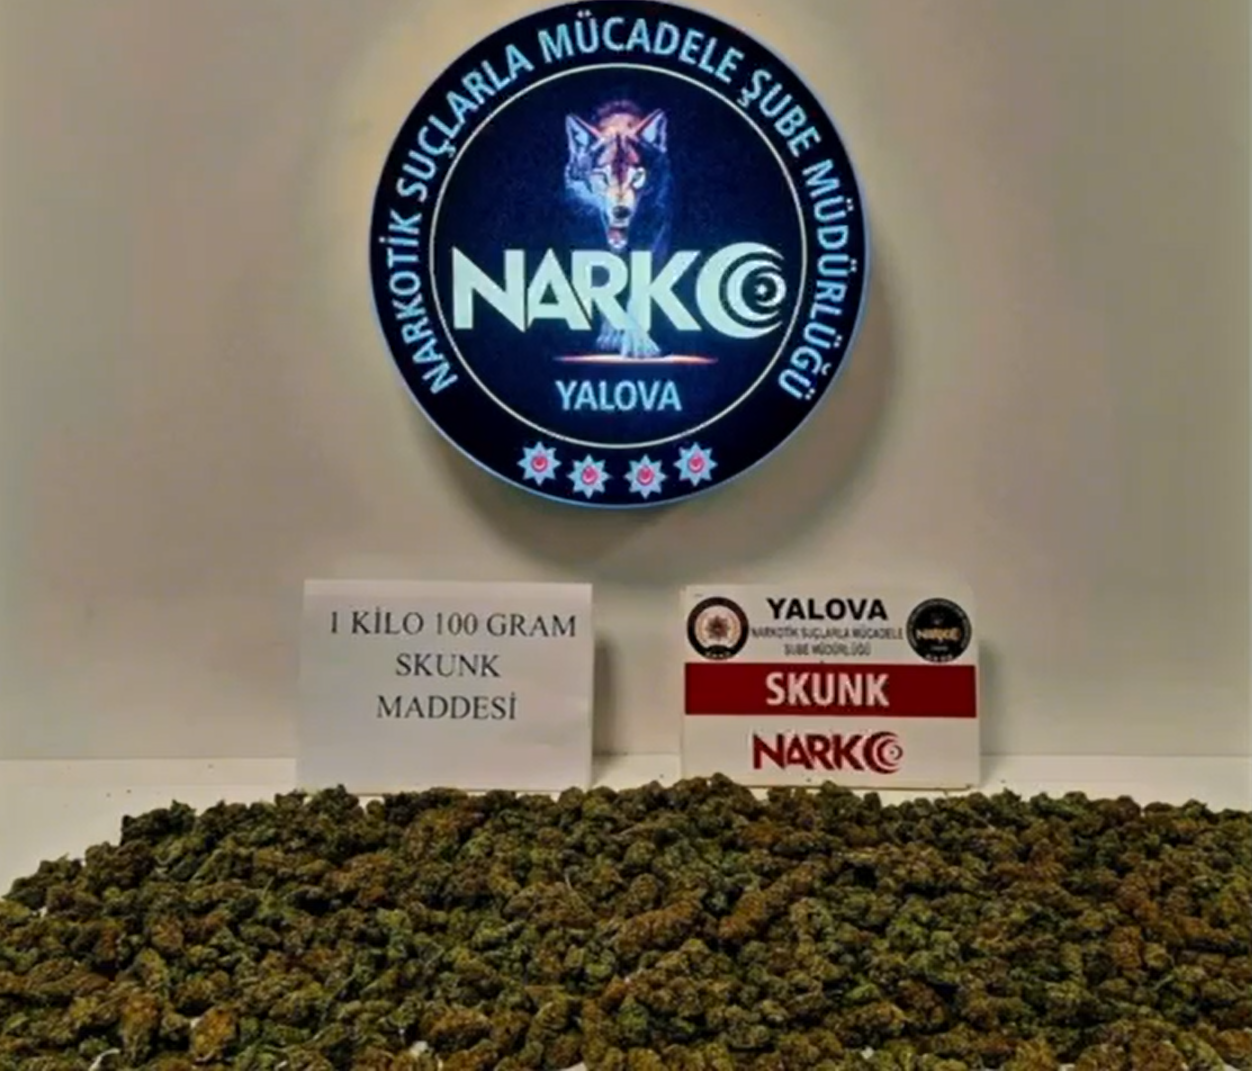 NARKOTİK SUÇLARLA MÜCADELE ŞUBE MÜDÜRLÜĞÜ
NARKO
YALOVA
1 KİLO 100 GRAM
SKUNK
MADDESİ
YALOVA
NARKOTİK SUÇLARLA MÜCADELE
ŞUBE MÜDÜRLÜĞÜ
NARKO
SKUNK
NARKO